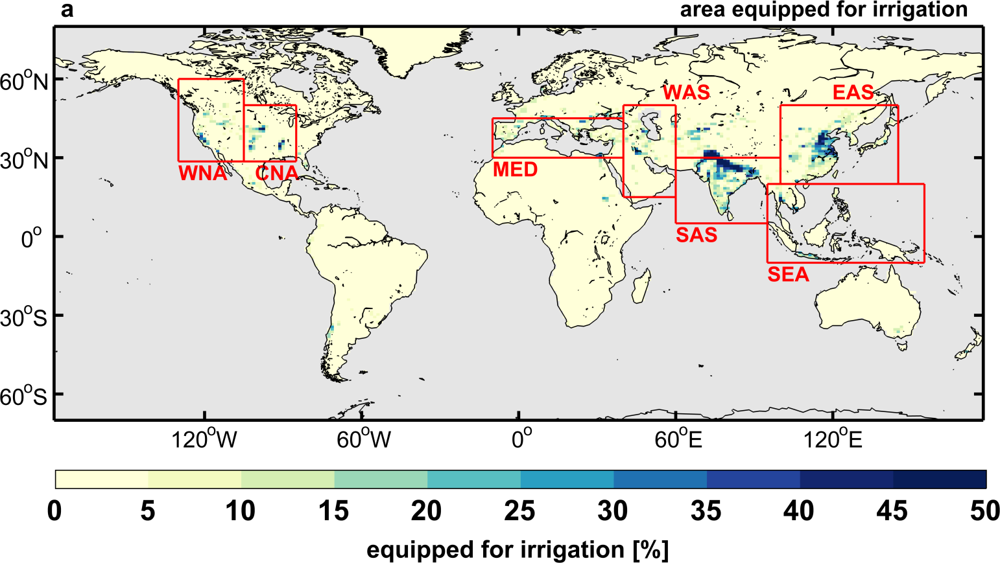 a
area equipped for irrigation
60°N
30°N
0°
30°S
60°S
WNA
CNA
MED
WAS
EAS
SAS
SEA
120°W 60°W 0° 60°E 120°E
0 5 10 15 20 25 30 35 40 45 50
equipped for irrigation [%]